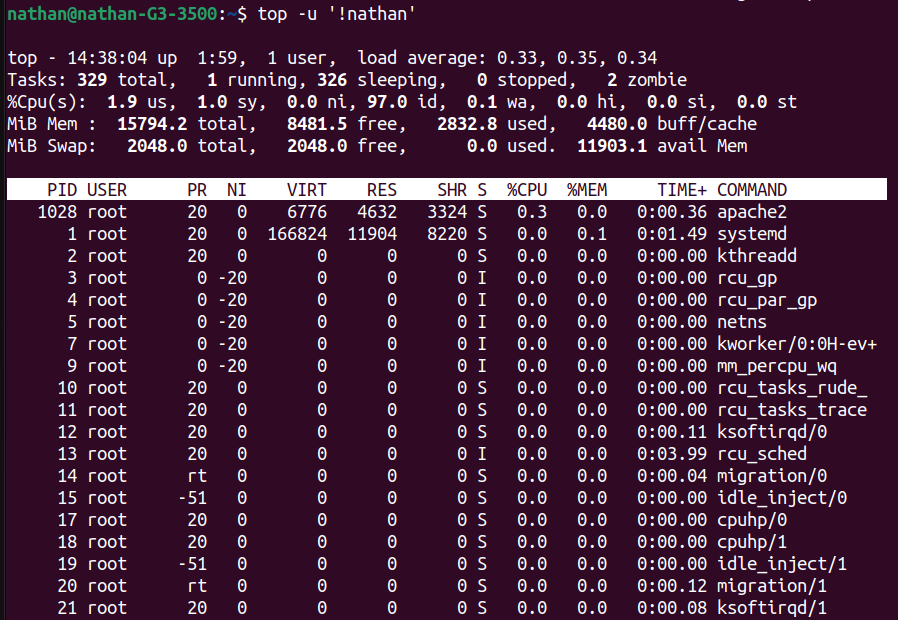 nathan@nathan-G3-3500:~$ top -u '!nathan'
top - 14:38:04 up  1:59,  1 user,  load average: 0.33, 0.35, 0.34
Tasks: 329 total,   1 running, 326 sleeping,   0 stopped,   2 zombie
%Cpu(s):  1.9 us,  1.0 sy,  0.0 ni, 97.0 id,  0.1 wa,  0.0 hi,  0.0 si,  0.0 st
MiB Mem :  15794.2 total,   8481.5 free,   2832.8 used,   4480.0 buff/cache
MiB Swap:   2048.0 total,   2048.0 free,      0.0 used.  11903.1 avail Mem
PID USER      PR  NI    VIRT    RES    SHR S  %CPU  %MEM     TIME+ COMMAND
1028 root      20   0    6776   4632   3324 S   0.3   0.0   0:00.36 apache2
1 root      20   0  166824  11904   8220 S   0.0   0.1   0:01.49 systemd
2 root      20   0       0      0      0 S   0.0   0.0   0:00.00 kthreadd
3 root       0 -20       0      0      0 I   0.0   0.0   0:00.00 rcu_gp
4 root       0 -20       0      0      0 I   0.0   0.0   0:00.00 rcu_par_gp
5 root       0 -20       0      0      0 I   0.0   0.0   0:00.00 netns
7 root       0 -20       0      0      0 I   0.0   0.0   0:00.00 kworker/0:0H-ev+
9 root       0 -20       0      0      0 I   0.0   0.0   0:00.00 mm_percpu_wq
10 root      20   0       0      0      0 S   0.0   0.0   0:00.00 rcu_tasks_rude_
11 root      20   0       0      0      0 S   0.0   0.0   0:00.00 rcu_tasks_trace
12 root      20   0       0      0      0 S   0.0   0.0   0:00.11 ksoftirqd/0
13 root      20   0       0      0      0 I   0.0   0.0   0:03.99 rcu_sched
14 root      rt   0       0      0      0 S   0.0   0.0   0:00.04 migration/0
15 root     -51   0       0      0      0 S   0.0   0.0   0:00.00 idle_inject/0
17 root      20   0       0      0      0 S   0.0   0.0   0:00.00 cpuhp/0
18 root      20   0       0      0      0 S   0.0   0.0   0:00.00 cpuhp/1
19 root     -51   0       0      0      0 S   0.0   0.0   0:00.00 idle_inject/1
20 root      rt   0       0      0      0 S   0.0   0.0   0:00.12 migration/1
21 root      20   0       0      0      0 S   0.0   0.0   0:00.08 ksoftirqd/1